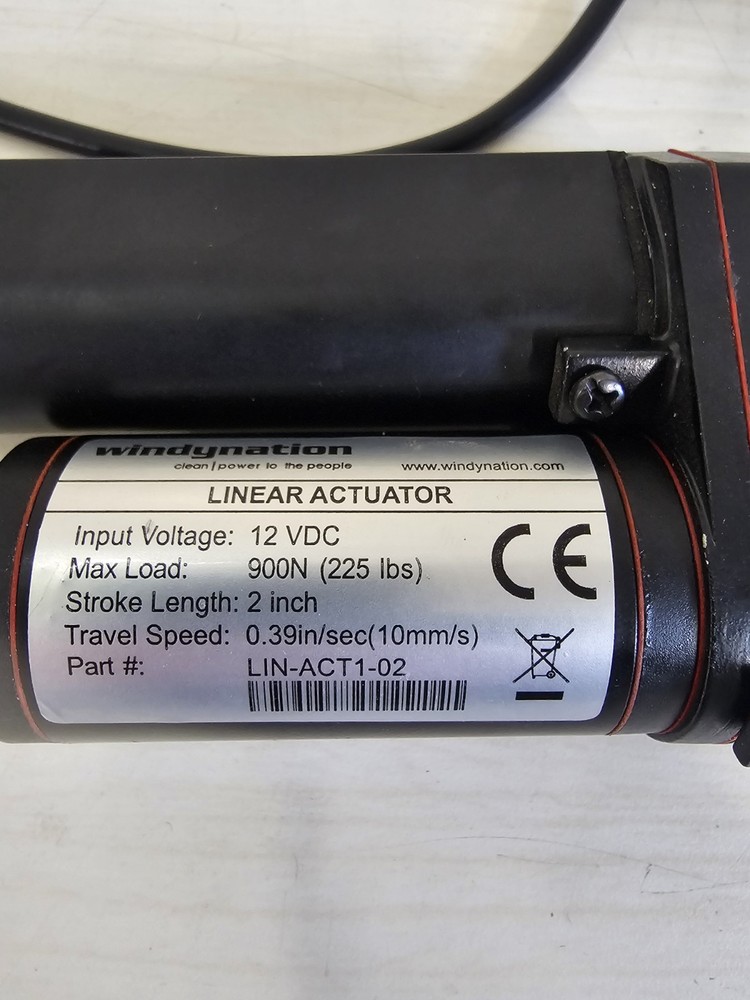 windynation
clean | power to the people
www.windynation.com
LINEAR ACTUATOR
Input Voltage: 12 VDC
Max Load: 900N (225 lbs)
Stroke Length: 2 inch
Travel Speed: 0.39in/sec(10mm/s)
Part #: LIN-ACT1-02
CE